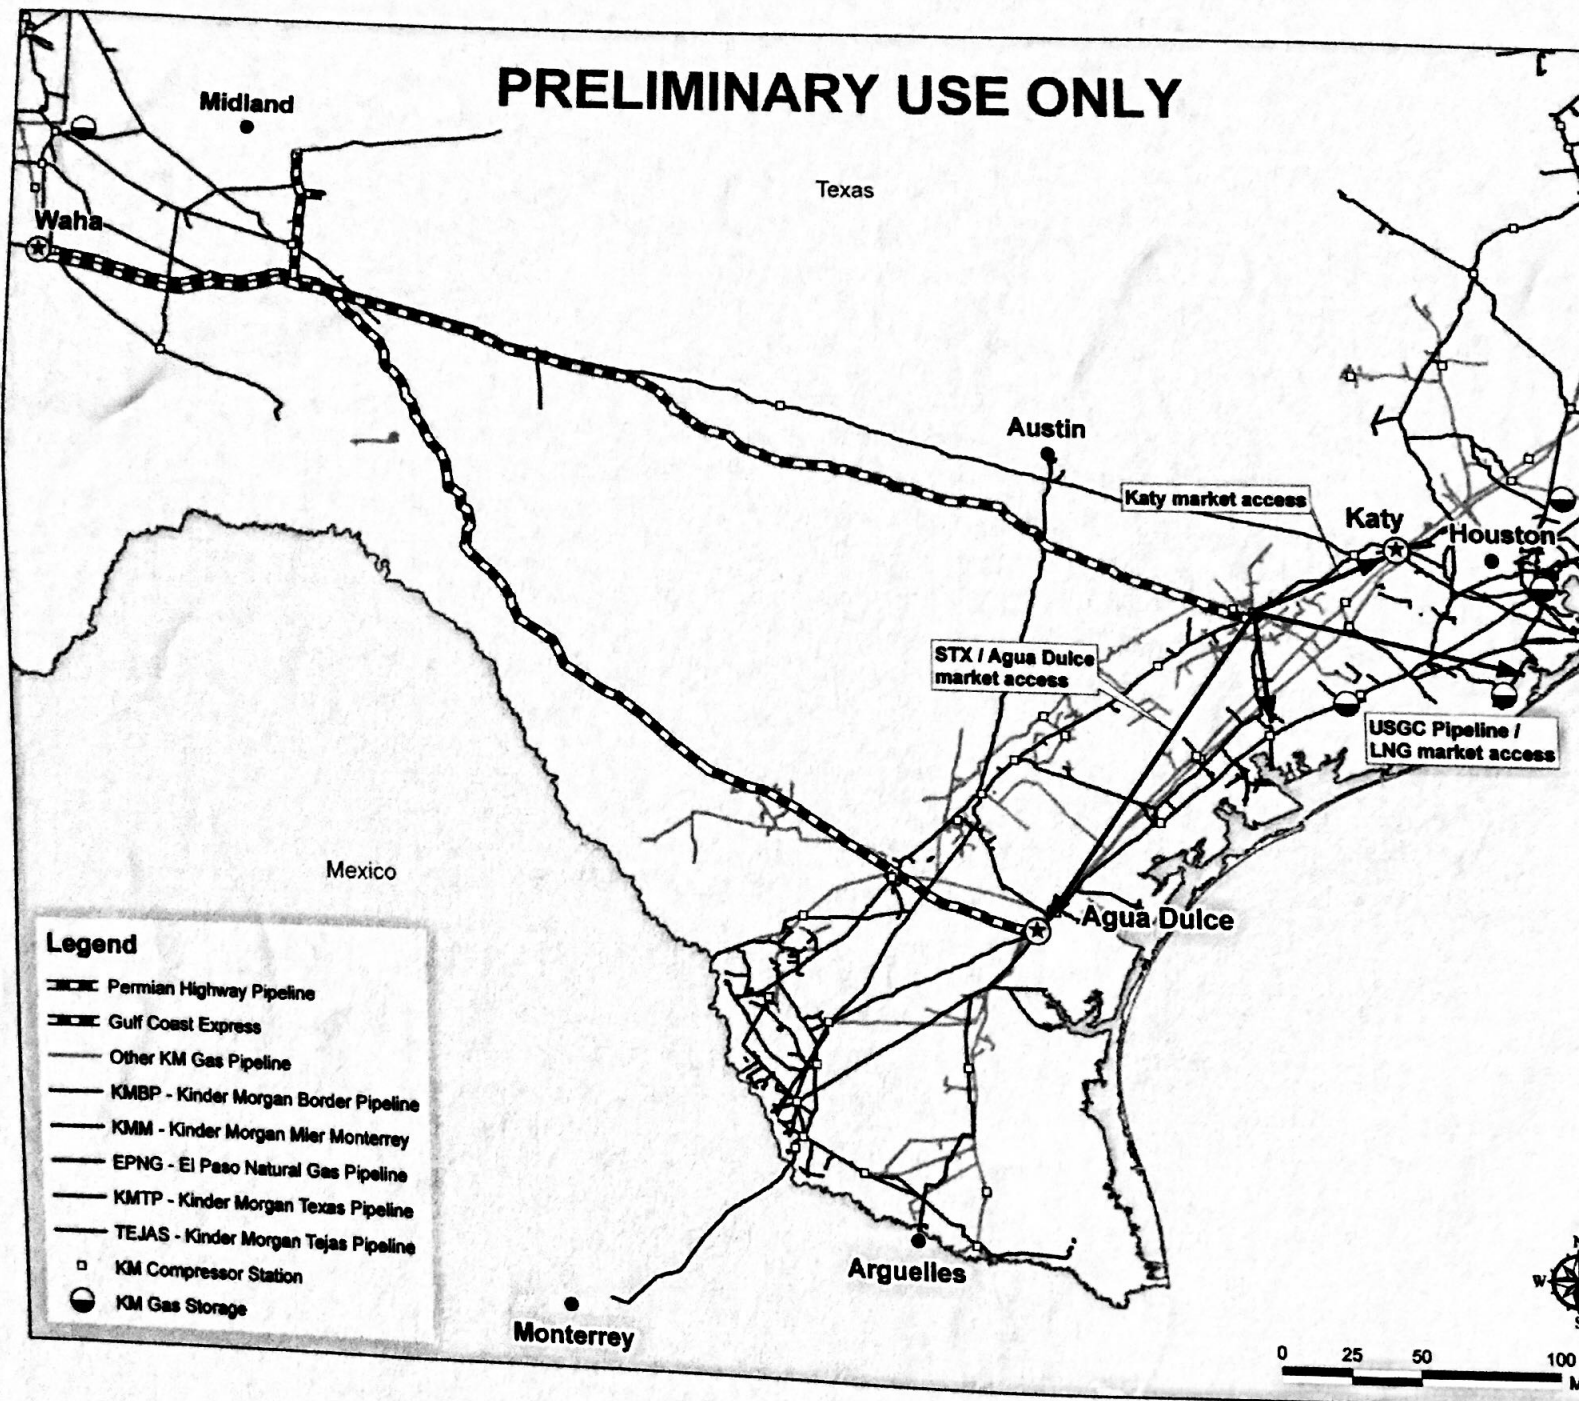 PRELIMINARY USE ONLY
Midland
Texas
Waha
Austin
Katy market access
Katy
Houston
STX / Agua Dulce
market access
USGC Pipeline /
LNG market access
Mexico
Agua Dulce
Legend
Permian Highway Pipeline
Gulf Coast Express
Other KM Gas Pipeline
KMBP - Kinder Morgan Border Pipeline
KMM - Kinder Morgan Mier Monterrey
EPNG - El Paso Natural Gas Pipeline
KMTP - Kinder Morgan Texas Pipeline
TEJAS - Kinder Morgan Tejas Pipeline
KM Compressor Station
KM Gas Storage
Arguelles
Monterrey
N
W
S
0 25 50 100
M